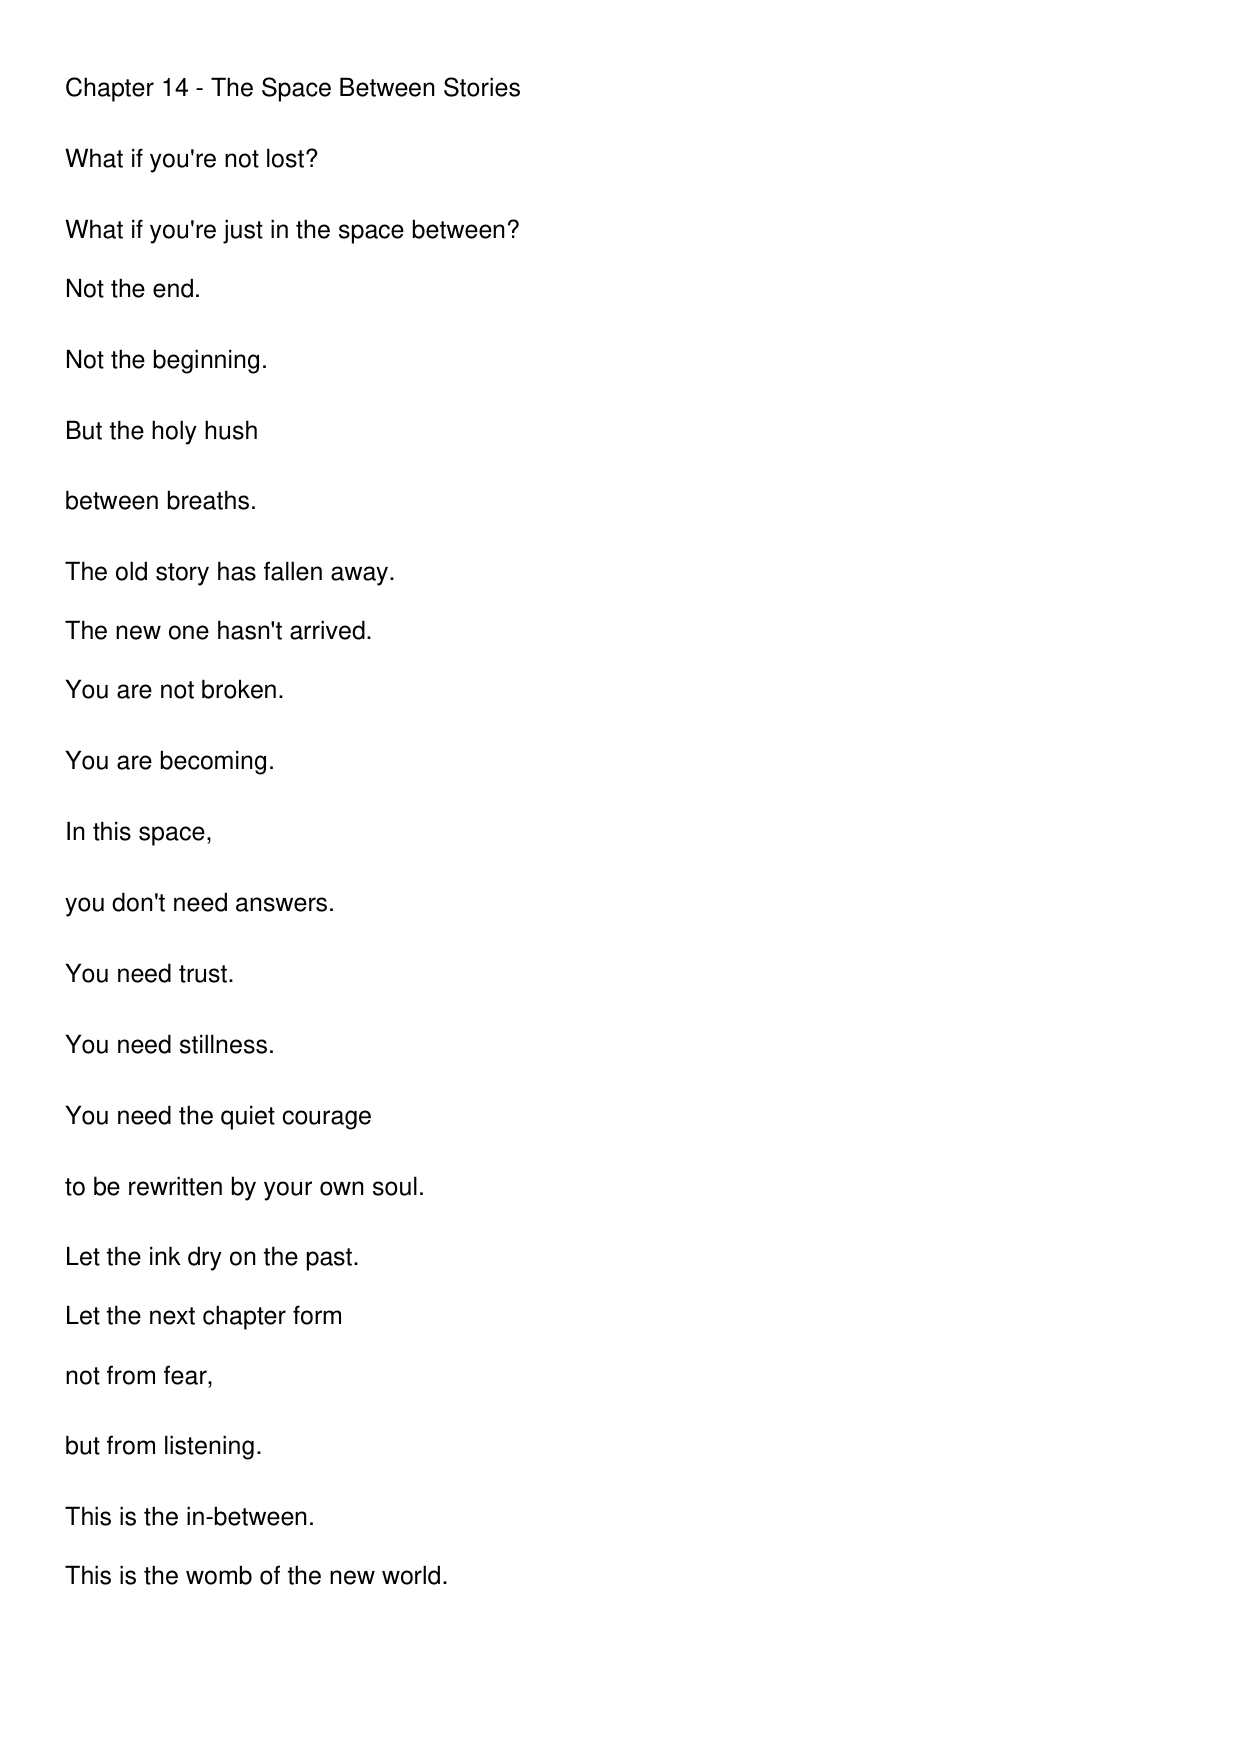 Chapter 14 - The Space Between Stories
What if you're not lost?
What if you're just in the space between?
Not the end.
Not the beginning.
But the holy hush
between breaths.
The old story has fallen away.
The new one hasn't arrived.
You are not broken.
You are becoming.
In this space,
you don't need answers.
You need trust.
You need stillness.
You need the quiet courage
to be rewritten by your own soul.
Let the ink dry on the past.
Let the next chapter form
not from fear,
but from listening.
This is the in-between.
This is the womb of the new world.